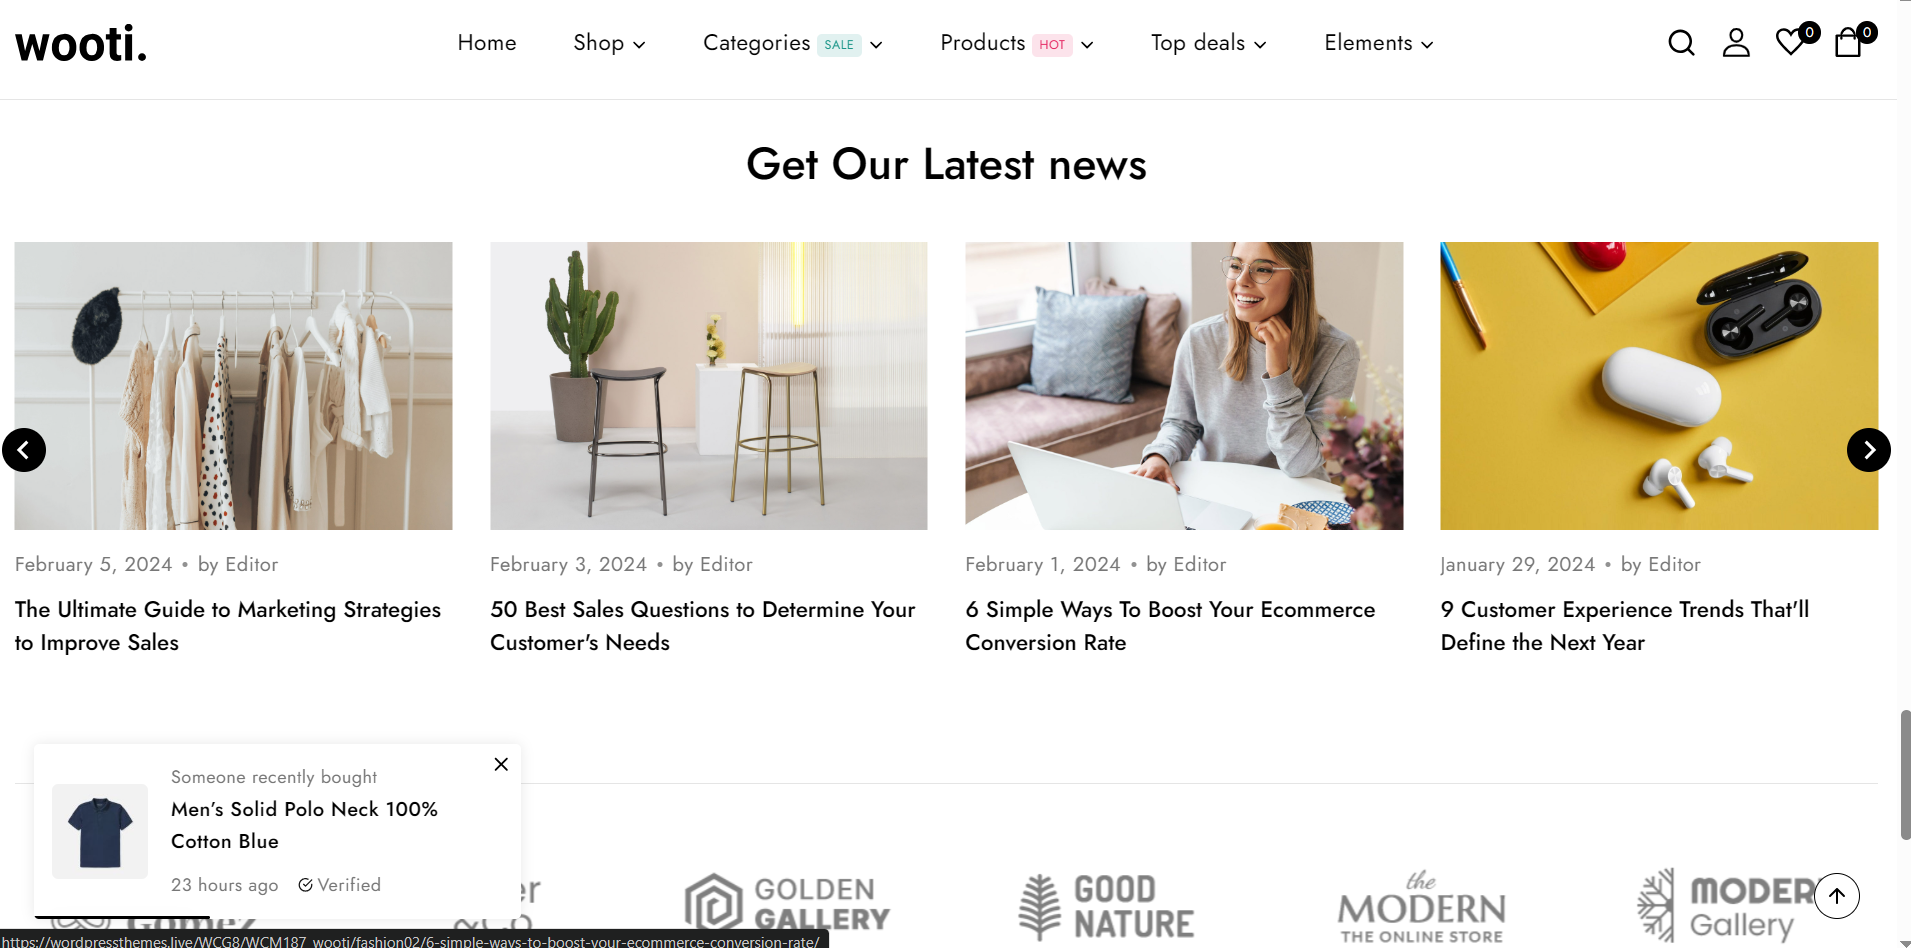 wooti.
Home
Shop
Categories SALE
Products HOT
Top deals
Elements
0
0
Get Our Latest news
February 5, 2024 • by Editor
The Ultimate Guide to Marketing Strategies
to Improve Sales
February 3, 2024 • by Editor
50 Best Sales Questions to Determine Your
Customer's Needs
February 1, 2024 • by Editor
6 Simple Ways To Boost Your Ecommerce
Conversion Rate
January 29, 2024 • by Editor
9 Customer Experience Trends That'll
Define the Next Year
Someone recently bought
Men's Solid Polo Neck 100%
Cotton Blue
23 hours ago Verified
GOLDEN
GALLERY
GOOD
NATURE
the
MODERN
THE ONLINE STORE
MODER
Gallery
https://wordpressthemes.live/WCG8/WCM187_wooti/fashion02/6-simple-ways-to-boost-your-ecommerce-conversion-rate/